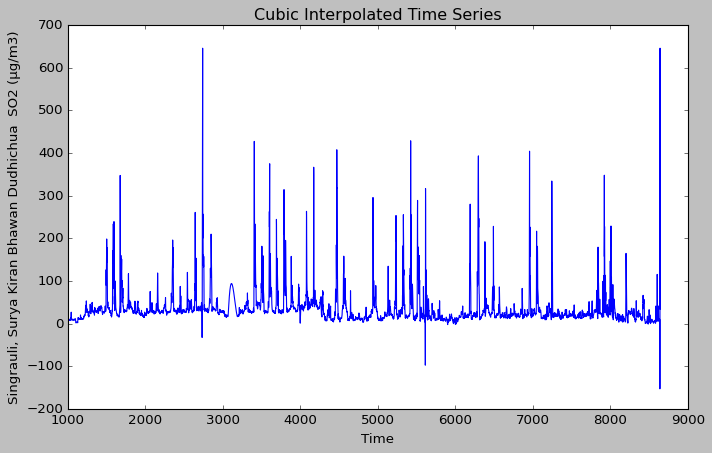 Cubic Interpolated Time Series
Singrauli, Surya Kiran Bhawan Dudhichua  SO2 (µg/m3)
700
600
500
400
300
200
100
0
−100
−200
1000 2000 3000 4000 5000 6000 7000 8000 9000
Time